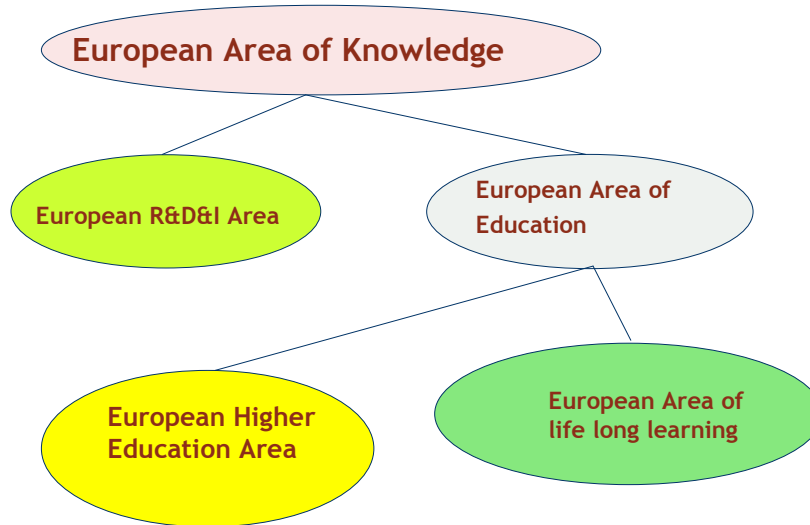 European Area of Knowledge
European R&D&I Area
European Area of
Education
European Higher
Education Area
European Area of
life long learning